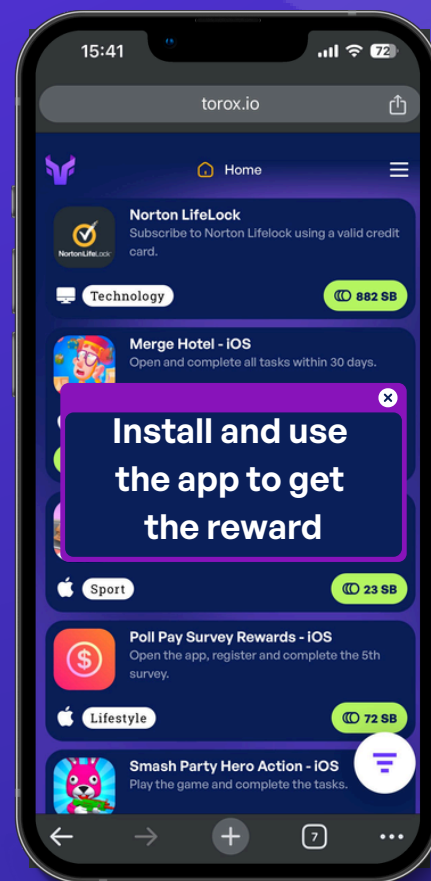 15:41
72
torox.io
Home
Norton LifeLock
Subscribe to Norton Lifelock using a valid credit
card.
NortonLifeLock
Technology
882 SB
Merge Hotel - iOS
Open and complete all tasks within 30 days.
Install and use
the app to get
the reward
Sport
23 SB
Poll Pay Survey Rewards - iOS
Open the app, register and complete the 5th
survey.
Lifestyle
72 SB
Smash Party Hero Action - iOS
Play the game and complete the tasks.
7